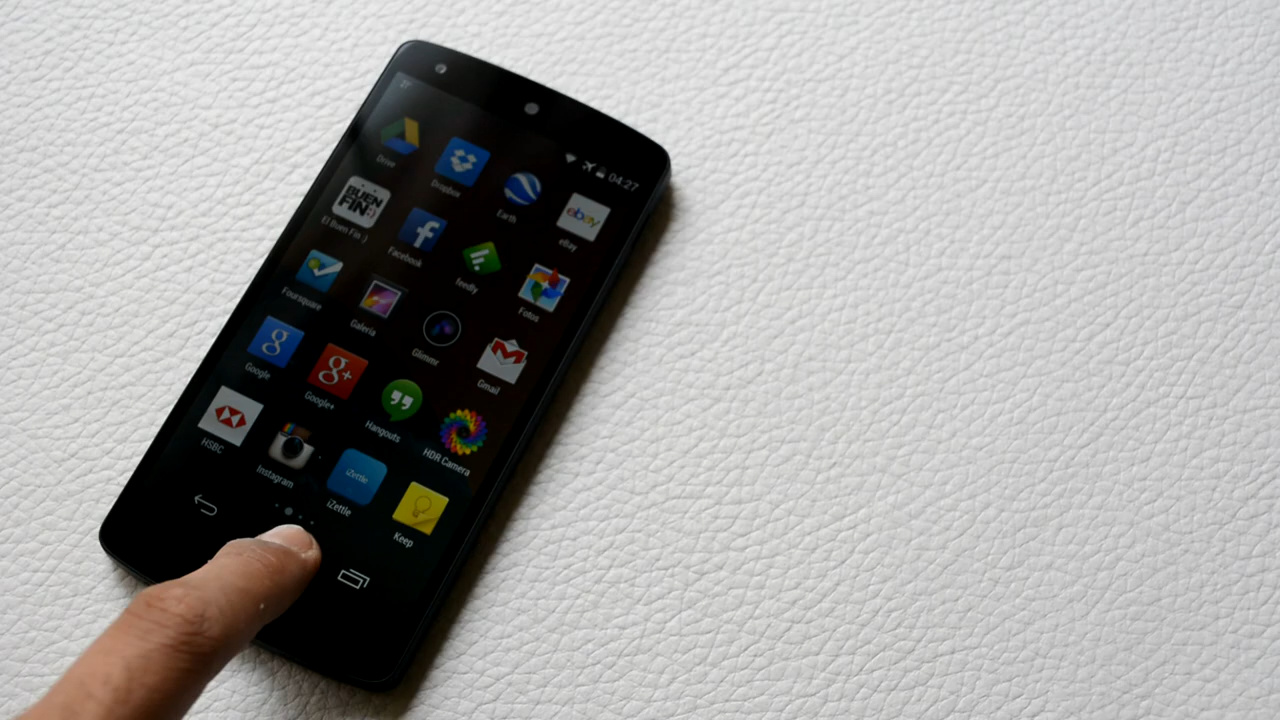 27°
04:27
Drive
Dropbox
Earth
ebay
eBay
BUEN
FIN:)
El Buen Fin :)
Facebook
feedly
Fotos
Foursquare
Galería
Glimmr
Gmail
g
Google
g+
Google+
Hangouts
HDR Camera
HSBC
Instagram
iZettle
iZettle
Keep